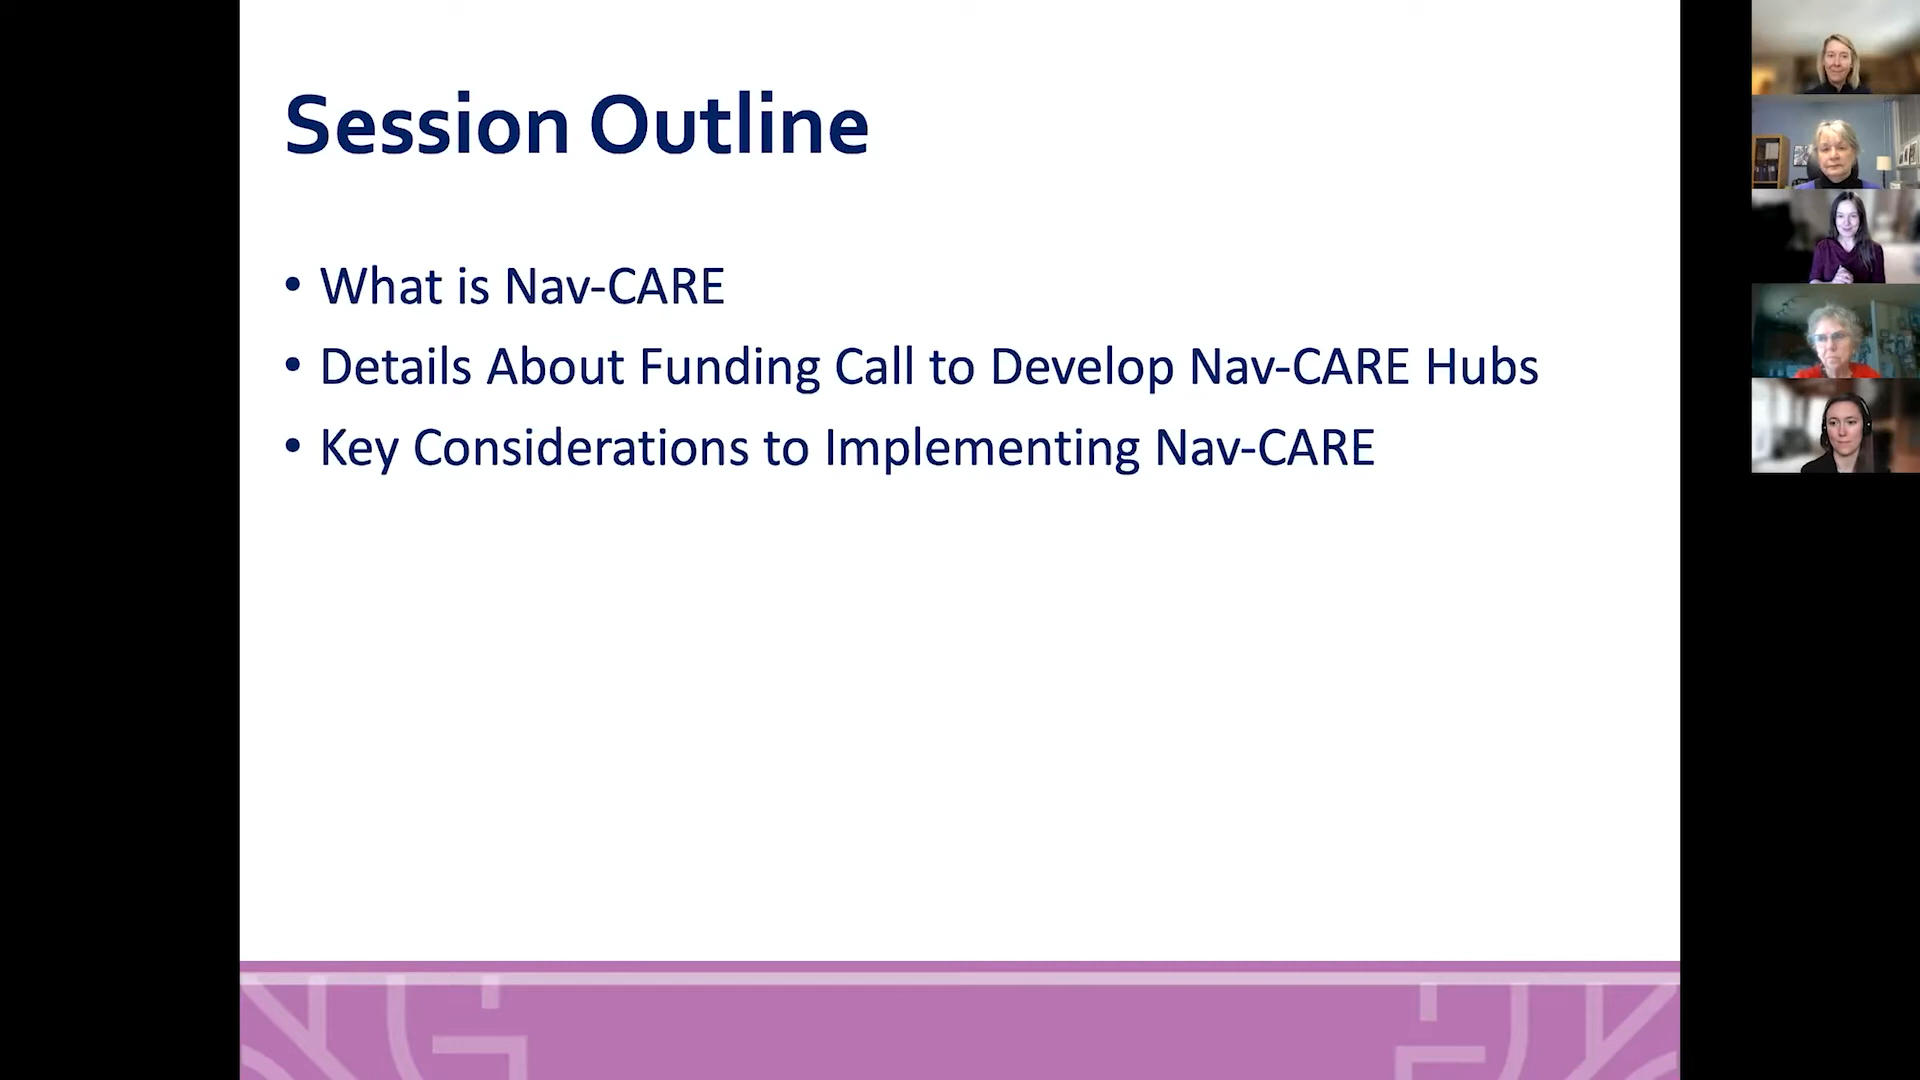 Session Outline
• What is Nav-CARE
• Details About Funding Call to Develop Nav-CARE Hubs
• Key Considerations to Implementing Nav-CARE